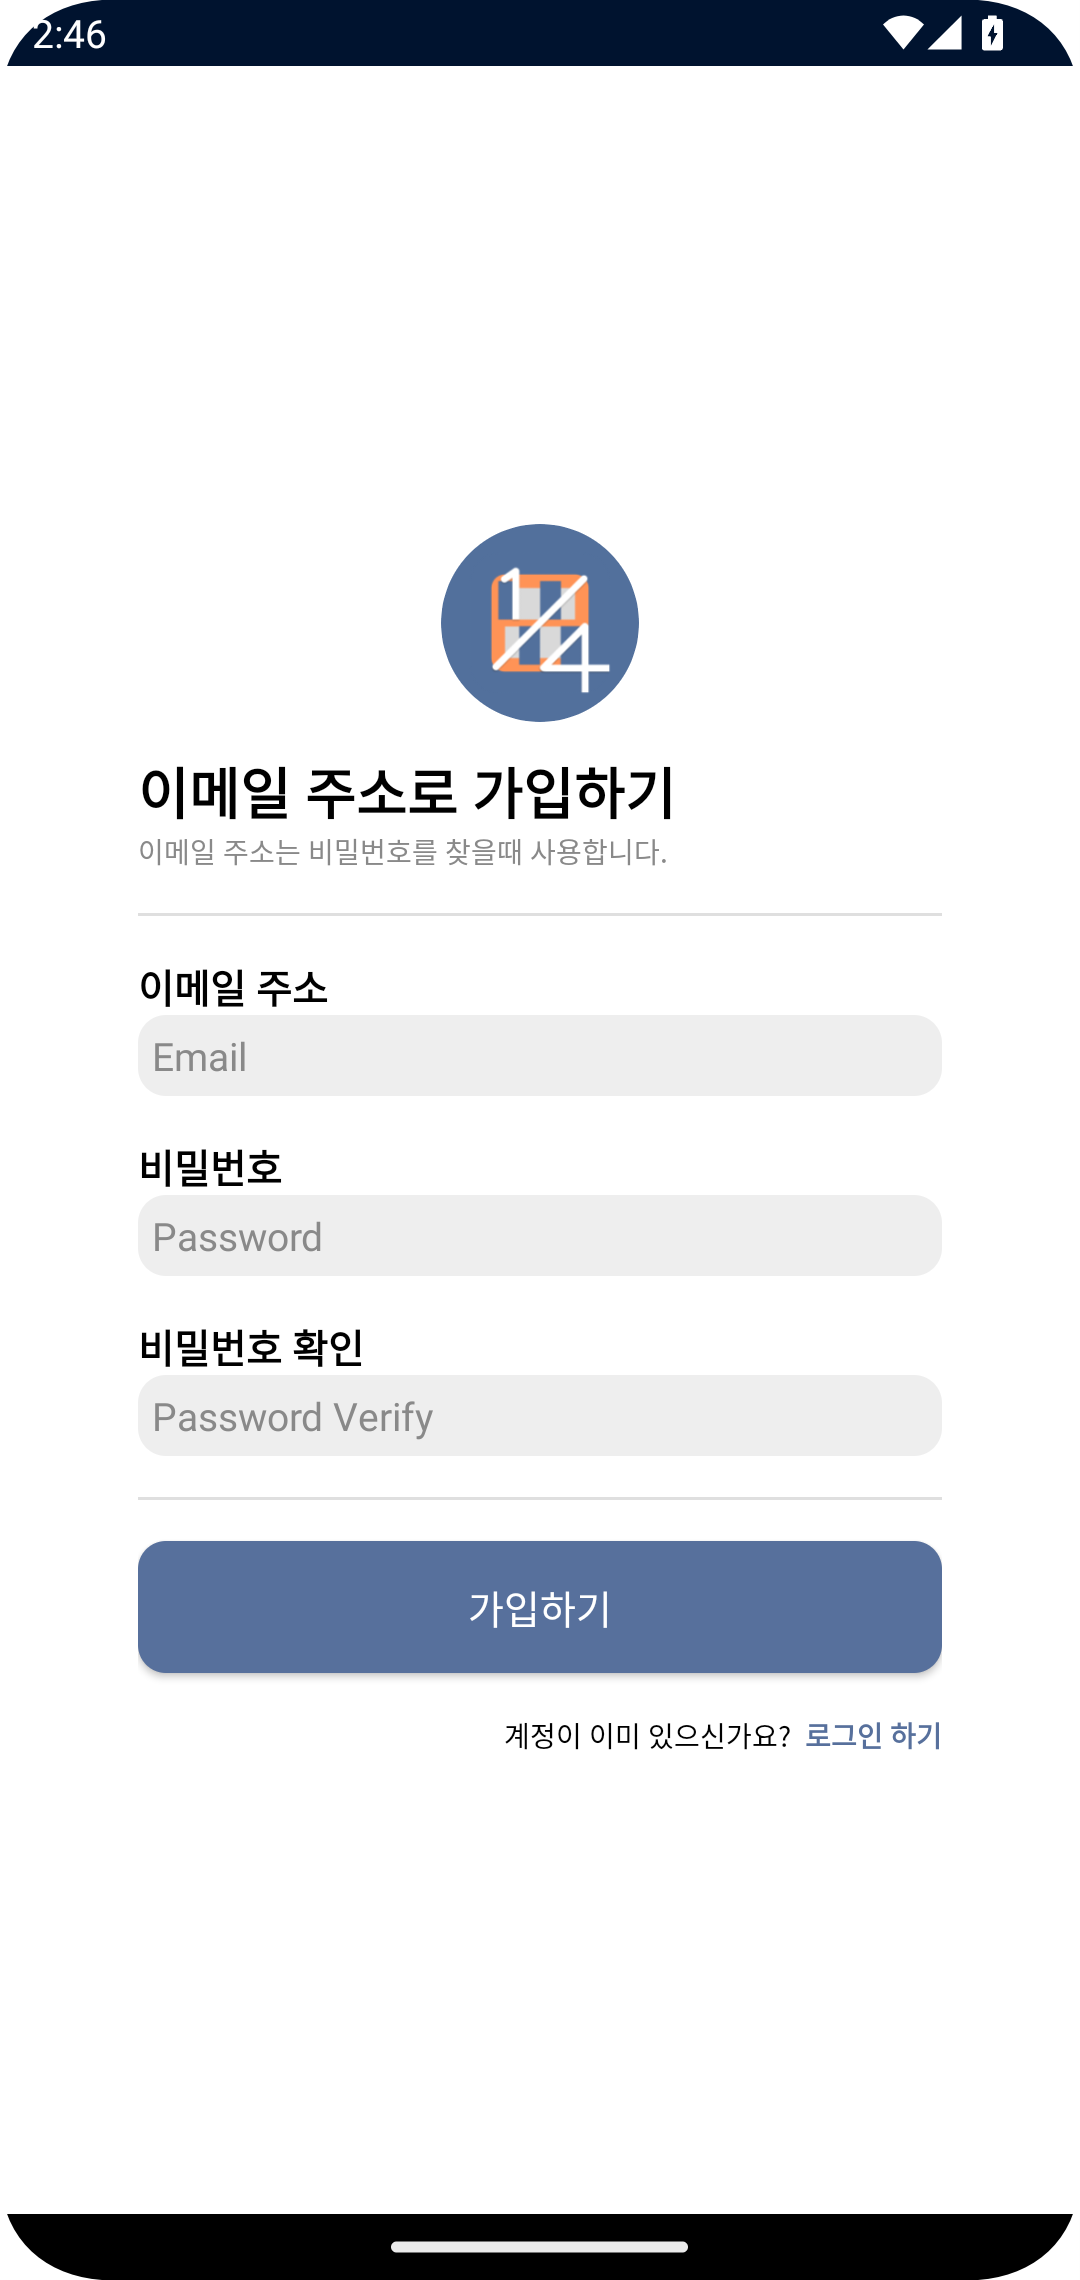 2:46
1/4
이메일 주소로 가입하기
이메일 주소는 비밀번호를 찾을때 사용합니다.
이메일 주소
Email
비밀번호
Password
비밀번호 확인
Password Verify
가입하기
계정이 이미 있으신가요? 로그인 하기